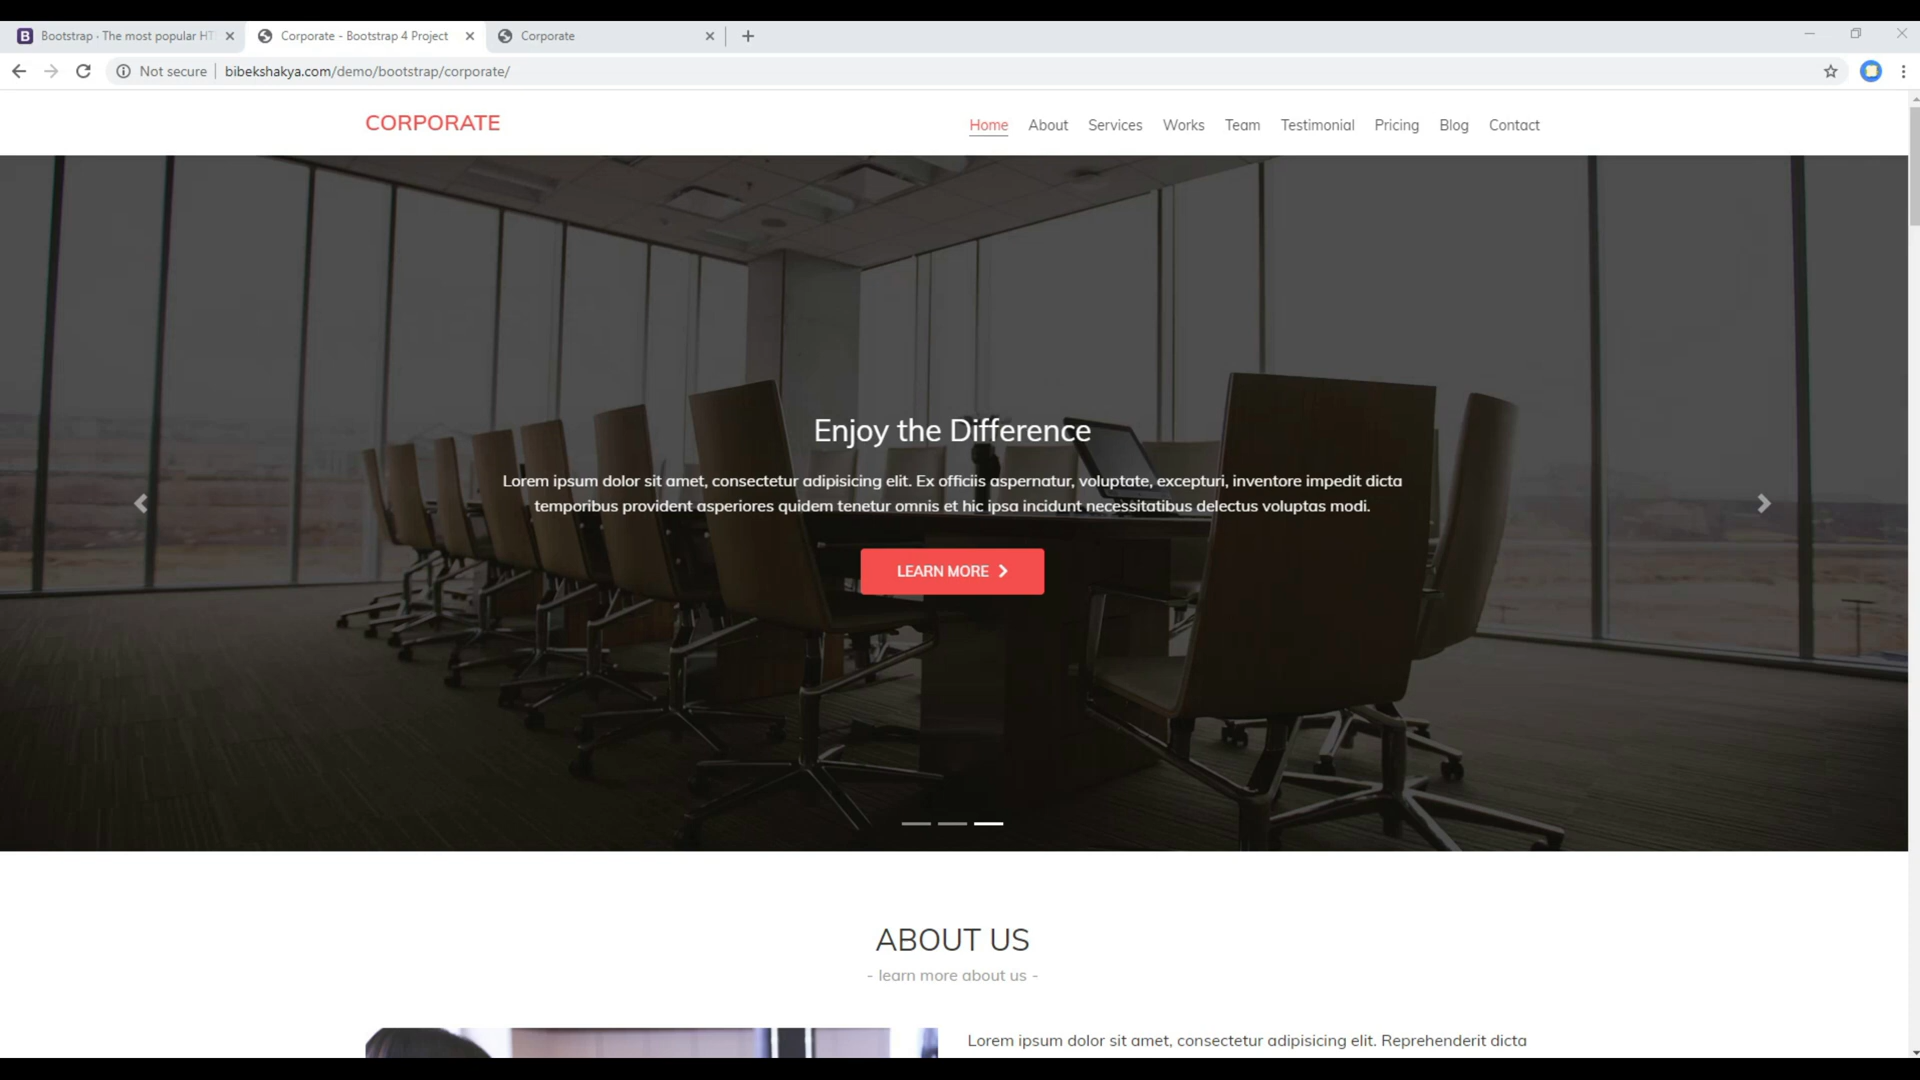 Bootstrap · The most popular HT
Corporate - Bootstrap 4 Project
Corporate
Not secure
bibekshakya.com/demo/bootstrap/corporate/
CORPORATE
Home
About
Services
Works
Team
Testimonial
Pricing
Blog
Contact
Enjoy the Difference
Lorem ipsum dolor sit amet, consectetur adipisicing elit. Ex officiis aspernatur, voluptate, excepturi, inventore impedit dicta
temporibus provident asperiores quidem tenetur omnis et hic ipsa incidunt necessitatibus delectus voluptas modi.
LEARN MORE
ABOUT US
- learn more about us -
Lorem ipsum dolor sit amet, consectetur adipisicing elit. Reprehenderit dicta